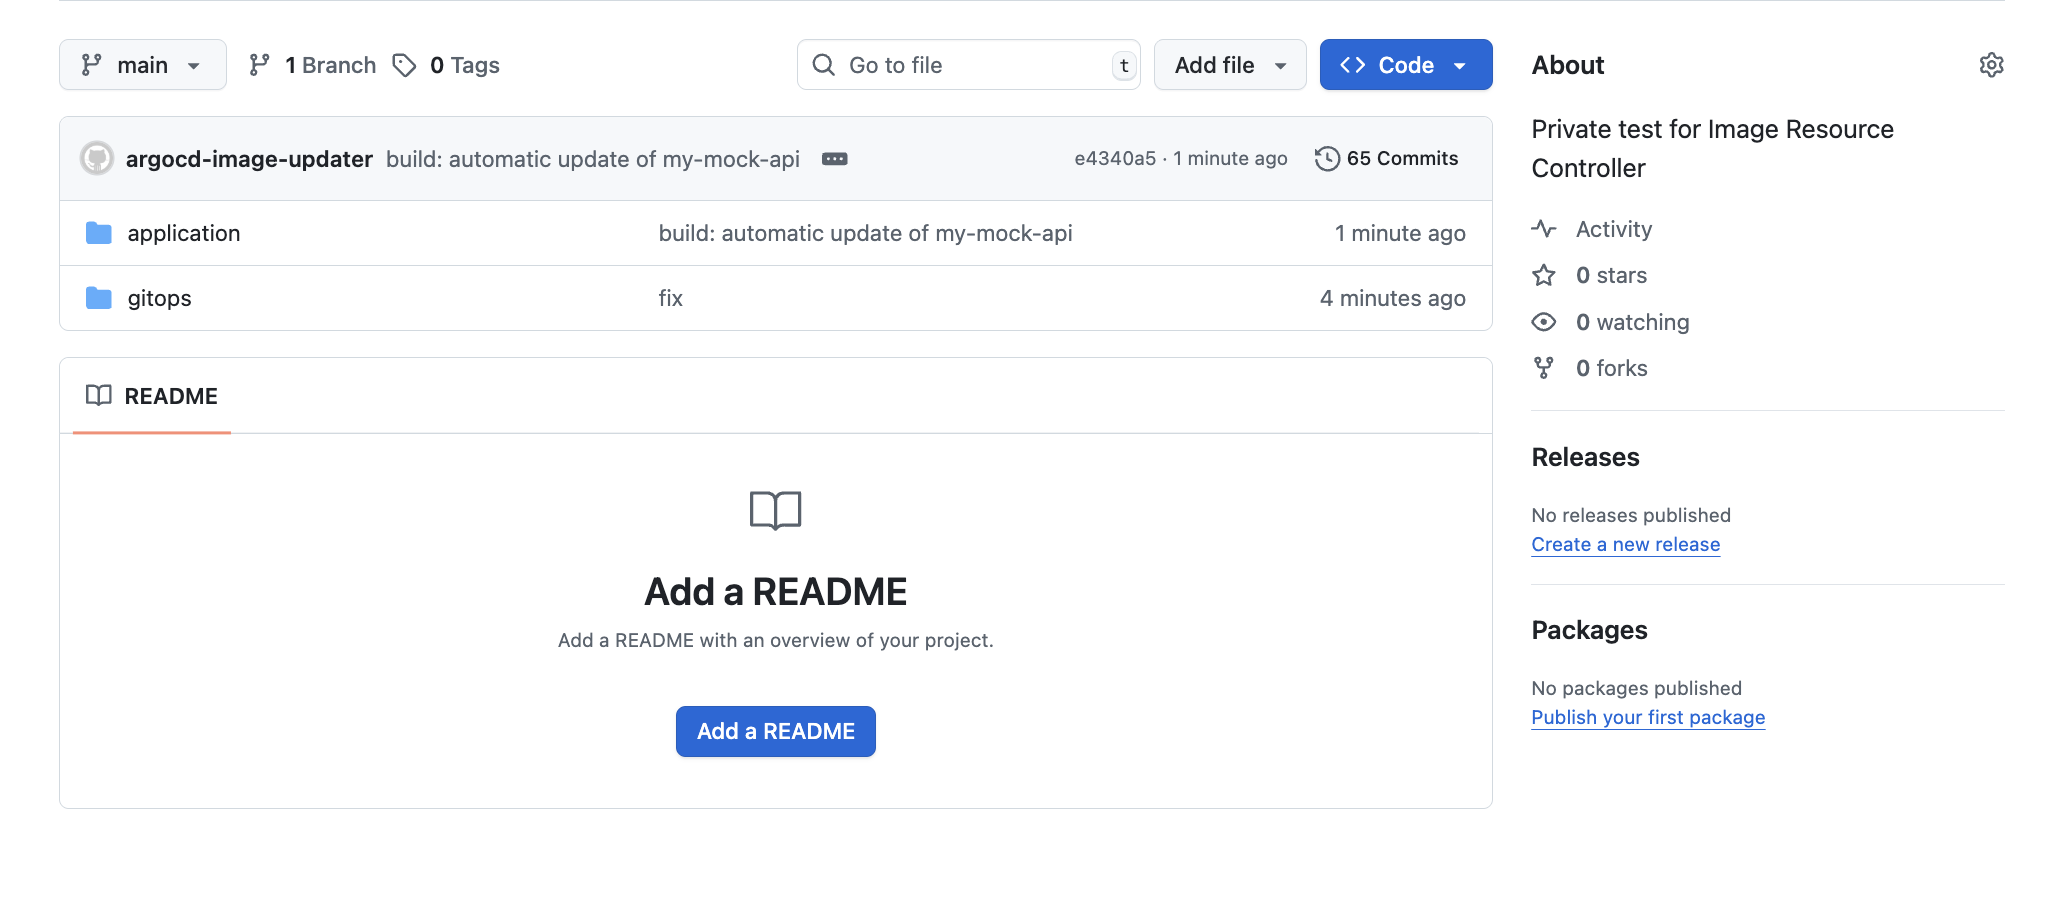 main
1 Branch
0 Tags
Go to file
t
Add file
Code
argocd-image-updater build: automatic update of my-mock-api
e4340a5 · 1 minute ago
65 Commits
application build: automatic update of my-mock-api 1 minute ago
gitops fix 4 minutes ago
README
Add a README
Add a README with an overview of your project.
Add a README
About
Private test for Image Resource
Controller
Activity
0 stars
0 watching
0 forks
Releases
No releases published
Create a new release
Packages
No packages published
Publish your first package